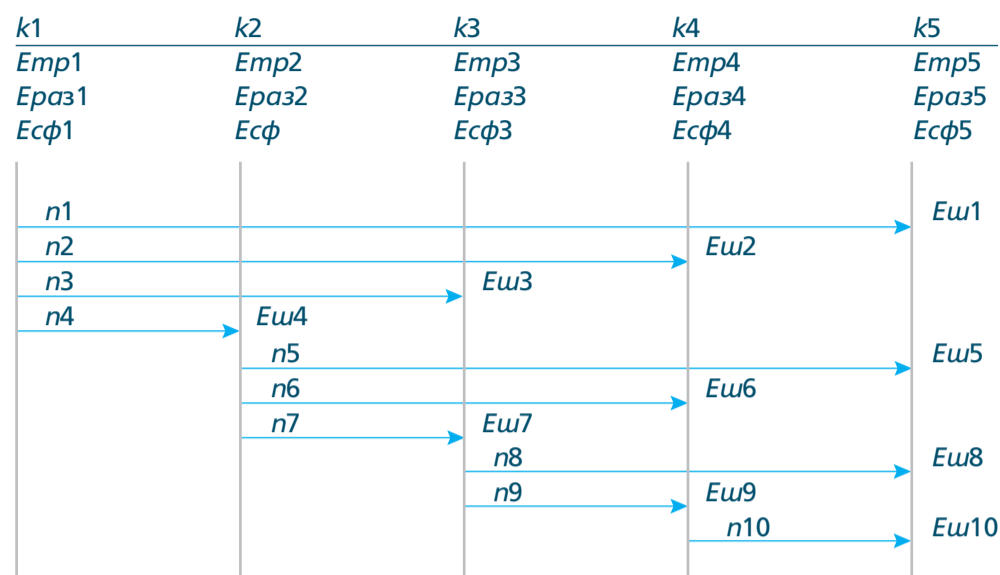 k1 k2 k3 k4 k5
Eтр1 Eтр2 Eтр3 Eтр4 Eтр5
Eраз1 Eраз2 Eраз3 Eраз4 Eраз5
Eсф1 Eсф Eсф3 Eсф4 Eсф5
n1 Eш1
n2 Eш2
n3 Eш3
n4 Eш4
n5 Eш5
n6 Eш6
n7 Eш7
n8 Eш8
n9 Eш9
n10 Eш10